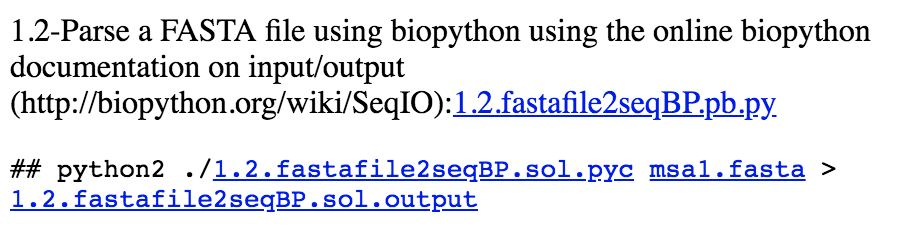 1.2-Parse a FASTA file using biopython using the online biopython
documentation on input/output
(http://biopython.org/wiki/SeqIO):1.2.fastafile2seqBP.pb.py
## python2 ./1.2.fastafile2seqBP.sol.pyc msa1.fasta >
1.2.fastafile2seqBP.sol.output